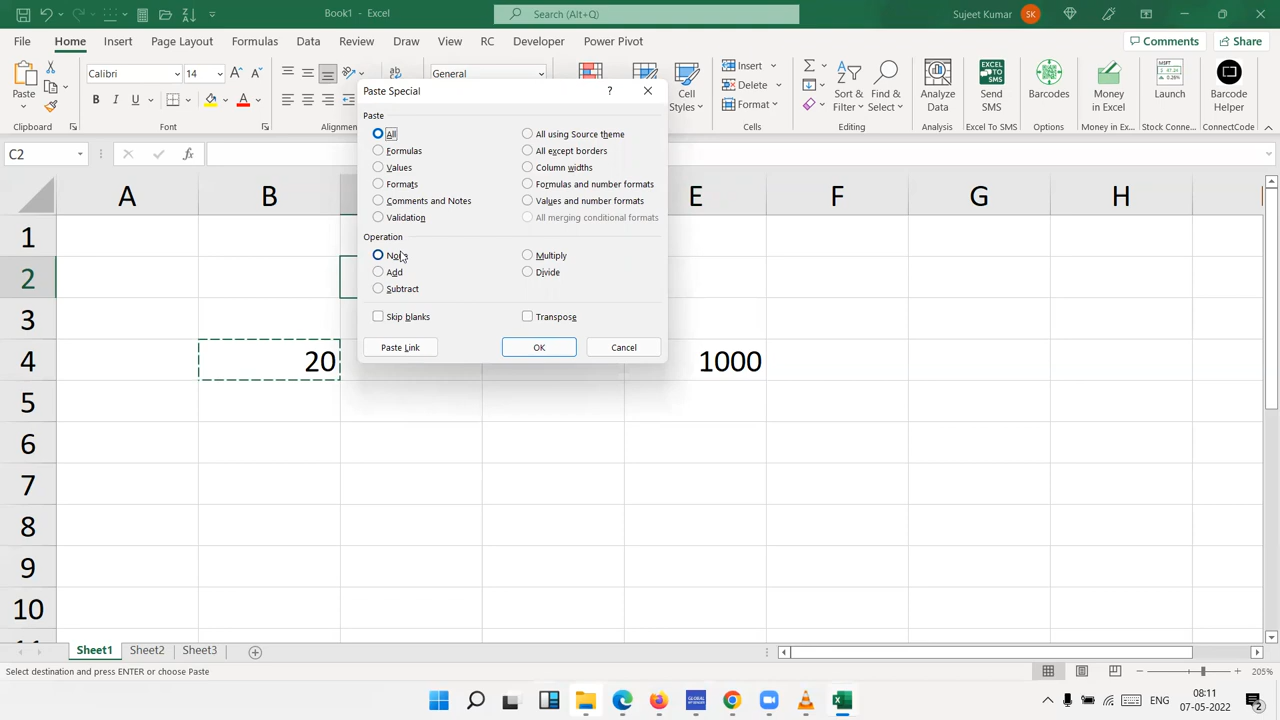 Book1 - Excel
Search (Alt+Q)
Sujeet Kumar SK
File Home Insert Page Layout Formulas Data Review Draw View RC Developer Help Power Pivot Comments Share
Calibri 14 General
Paste
B I U
Cell
Styles
Insert
Delete
Format
Sort &
Filter
Find &
Select
Analyze
Data
Send
SMS
Barcodes
Money
in Excel
Launch
Barcode
Helper
Clipboard Font Cells Editing Analysis Excel To SMS Options ConnectCode Money in Excel Stock Connec... ConnectCode
C2 fx
Paste Special ?
Paste
All All using Source theme
Formulas All except borders
Values Column widths
Formats Formulas and number formats
Comments and Notes Values and number formats
Validation All merging conditional formats
Operation
None Multiply
Add Divide
Subtract
Skip blanks Transpose
Paste Link OK Cancel
A B E F G H
1
2
3
4 20 1000
5
6
7
8
9
10
Sheet1 Sheet2 Sheet3
Select destination and press ENTER or choose Paste 205%
ENG 08:11
07-05-2022 2